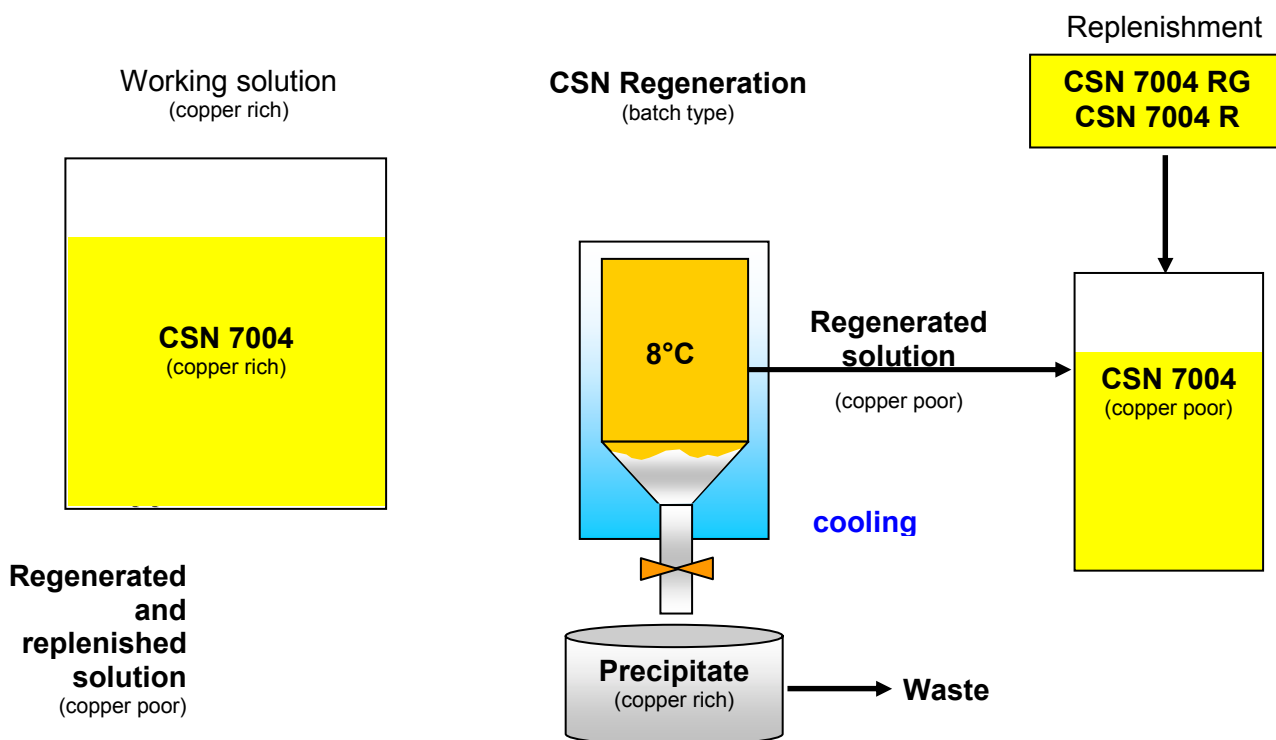 Replenishment
CSN 7004 RG
CSN 7004 R
Working solution
(copper rich)
CSN Regeneration
(batch type)
CSN 7004
(copper rich)
8°C
Regenerated
solution
(copper poor)
CSN 7004
(copper poor)
cooling
Regenerated
and
replenished
solution
(copper poor)
Precipitate
(copper rich)
Waste